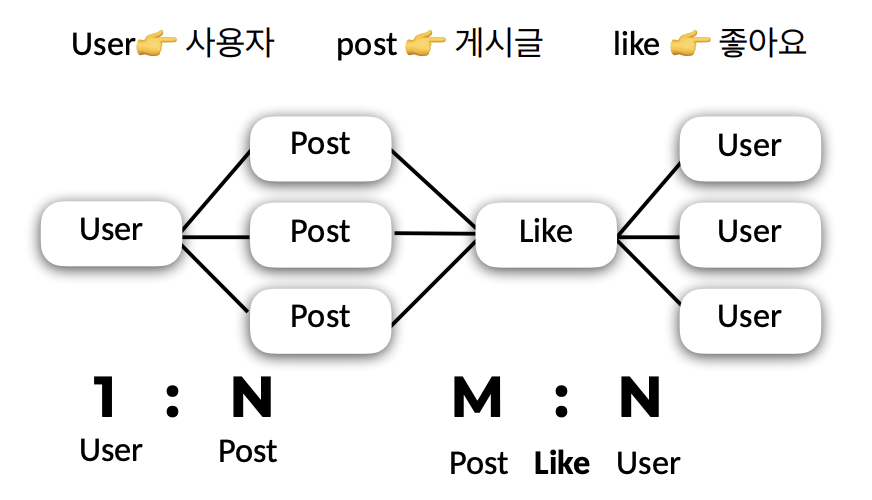 User👉 사용자 post 👉 게시글 like 👉 좋아요
Post User
User Post Like User
Post User
1 : N M : N
User Post Post Like User